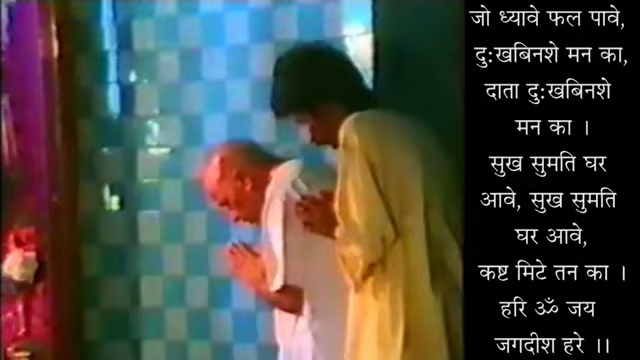 जो ध्यावे फल पावे,
दुःखबिनशे मन का,
दाता दुःखबिनशे
मन का ।
सुख सुमति घर
आवे, सुख सुमति
घर आवे,
कष्ट मिटे तन का ।
हरि ॐ जय
जगदीश हरे ।।